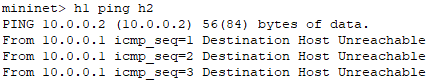 mininet> h1 ping h2
PING 10.0.0.2 (10.0.0.2) 56(84) bytes of data.
From 10.0.0.1 icmp_seq=1 Destination Host Unreachable
From 10.0.0.1 icmp_seq=2 Destination Host Unreachable
From 10.0.0.1 icmp_seq=3 Destination Host Unreachable